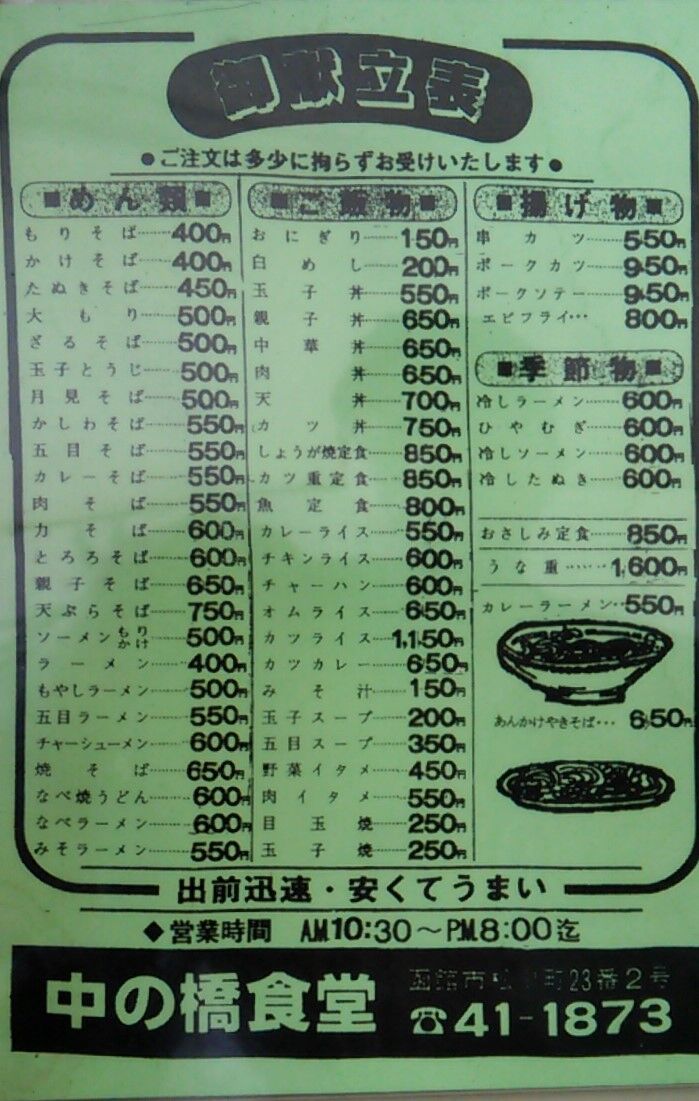 御献立表
●ご注文は多少に拘らずお受けいたします●
■めん類■
もりそば……400円
かけそば……400円
たぬきそば……450円
大もり……500円
ざるそば……500円
玉子とうじ……500円
月見そば……500円
かしわそば……550円
五目そば……550円
カレーそば……550円
肉そば……550円
力そば……600円
とろろそば……600円
親子そば……650円
天ぷらそば……750円
ソーメンもりかけ……500円
ラーメン……400円
もやしラーメン……500円
五目ラーメン……550円
チャーシューメン……600円
焼そば……650円
なべ焼うどん……600円
なべラーメン……600円
みそラーメン……550円
■ご飯物■
おにぎり……150円
白めし……200円
玉子丼……550円
親子丼……650円
中華丼……650円
肉丼……650円
天丼……700円
カツ丼……750円
しょうが焼定食……850円
カツ重定食……850円
魚定食……800円
カレーライス……550円
チキンライス……600円
チャーハン……600円
オムライス……650円
カツライス……1,150円
カツカレー……650円
みそ汁……150円
玉子スープ……200円
五目スープ……350円
野菜イタメ……450円
肉イタメ……550円
目玉焼……250円
玉子焼……250円
■揚げ物■
串カツ……550円
ポークカツ……950円
ポークソテー……950円
エビフライ…800円
■季節物■
冷しラーメン……600円
ひやむぎ……600円
冷しソーメン……600円
冷したぬき……600円
おさしみ定食……850円
うな重……1,600円
カレーラーメン…550円
あんかけやきそば…650円
出前迅速・安くてうまい
◆営業時間 AM.10:30〜PM.8:00迄
中の橋食堂
函館市 町23番2号
☎41-1873